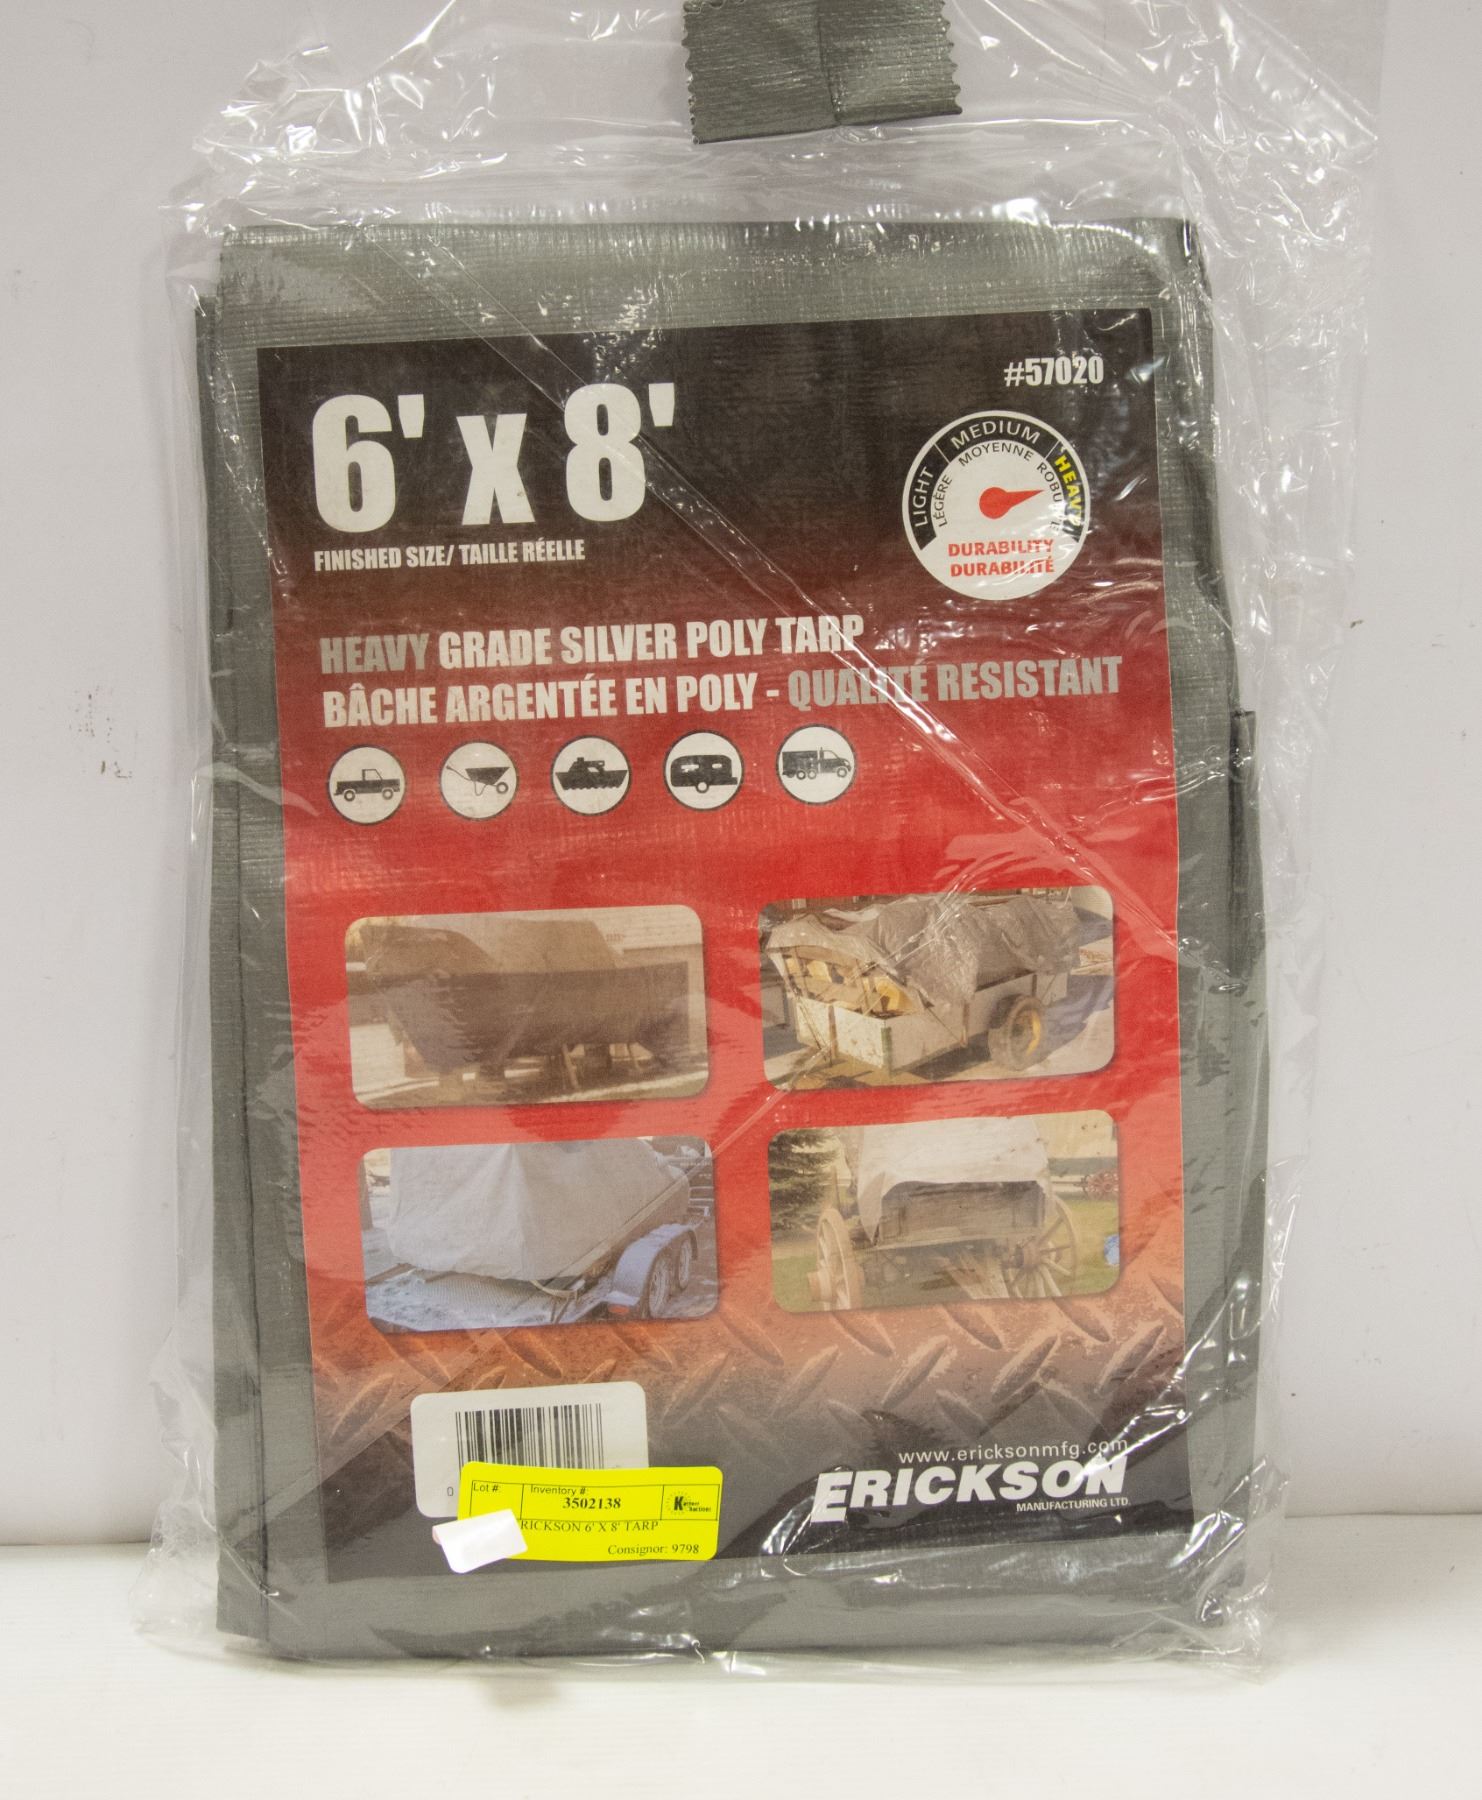 #57020
6' x 8'
FINISHED SIZE/ TAILLE RÉELLE
LIGHT MEDIUM HEAVY
LÉGÈRE MOYENNE
DURABILITY
DURABILITÉ
HEAVY GRADE SILVER POLY TARP
BÂCHE ARGENTÉE EN POLY - QUALITÉ RESISTANT
www.ericksonmfg.com
ERICKSON
MANUFACTURING LTD.
0
Lot #: Inventory #:
3502138
RICKSON 6' X 8' TARP
Consignor: 9798